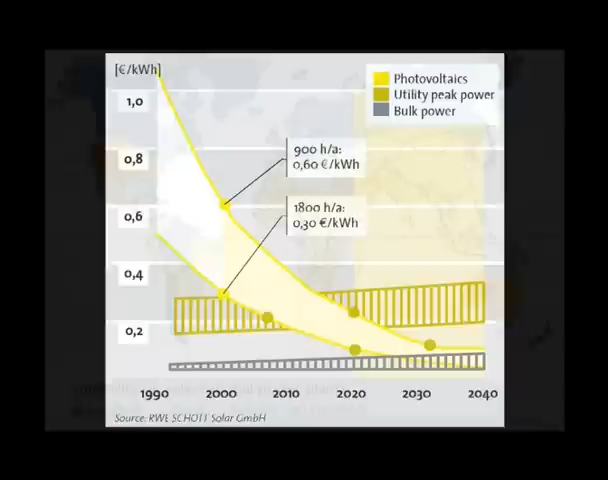 [€/kWh]
Photovoltaics
Utility peak power
Bulk power
1,0
900 h/a:
0,60 €/kWh
0,8
1800 h/a:
0,30 €/kWh
0,6
0,4
0,2
1990 2000 2010 2020 2030 2040
Source: RWE SCHOTT Solar GmbH